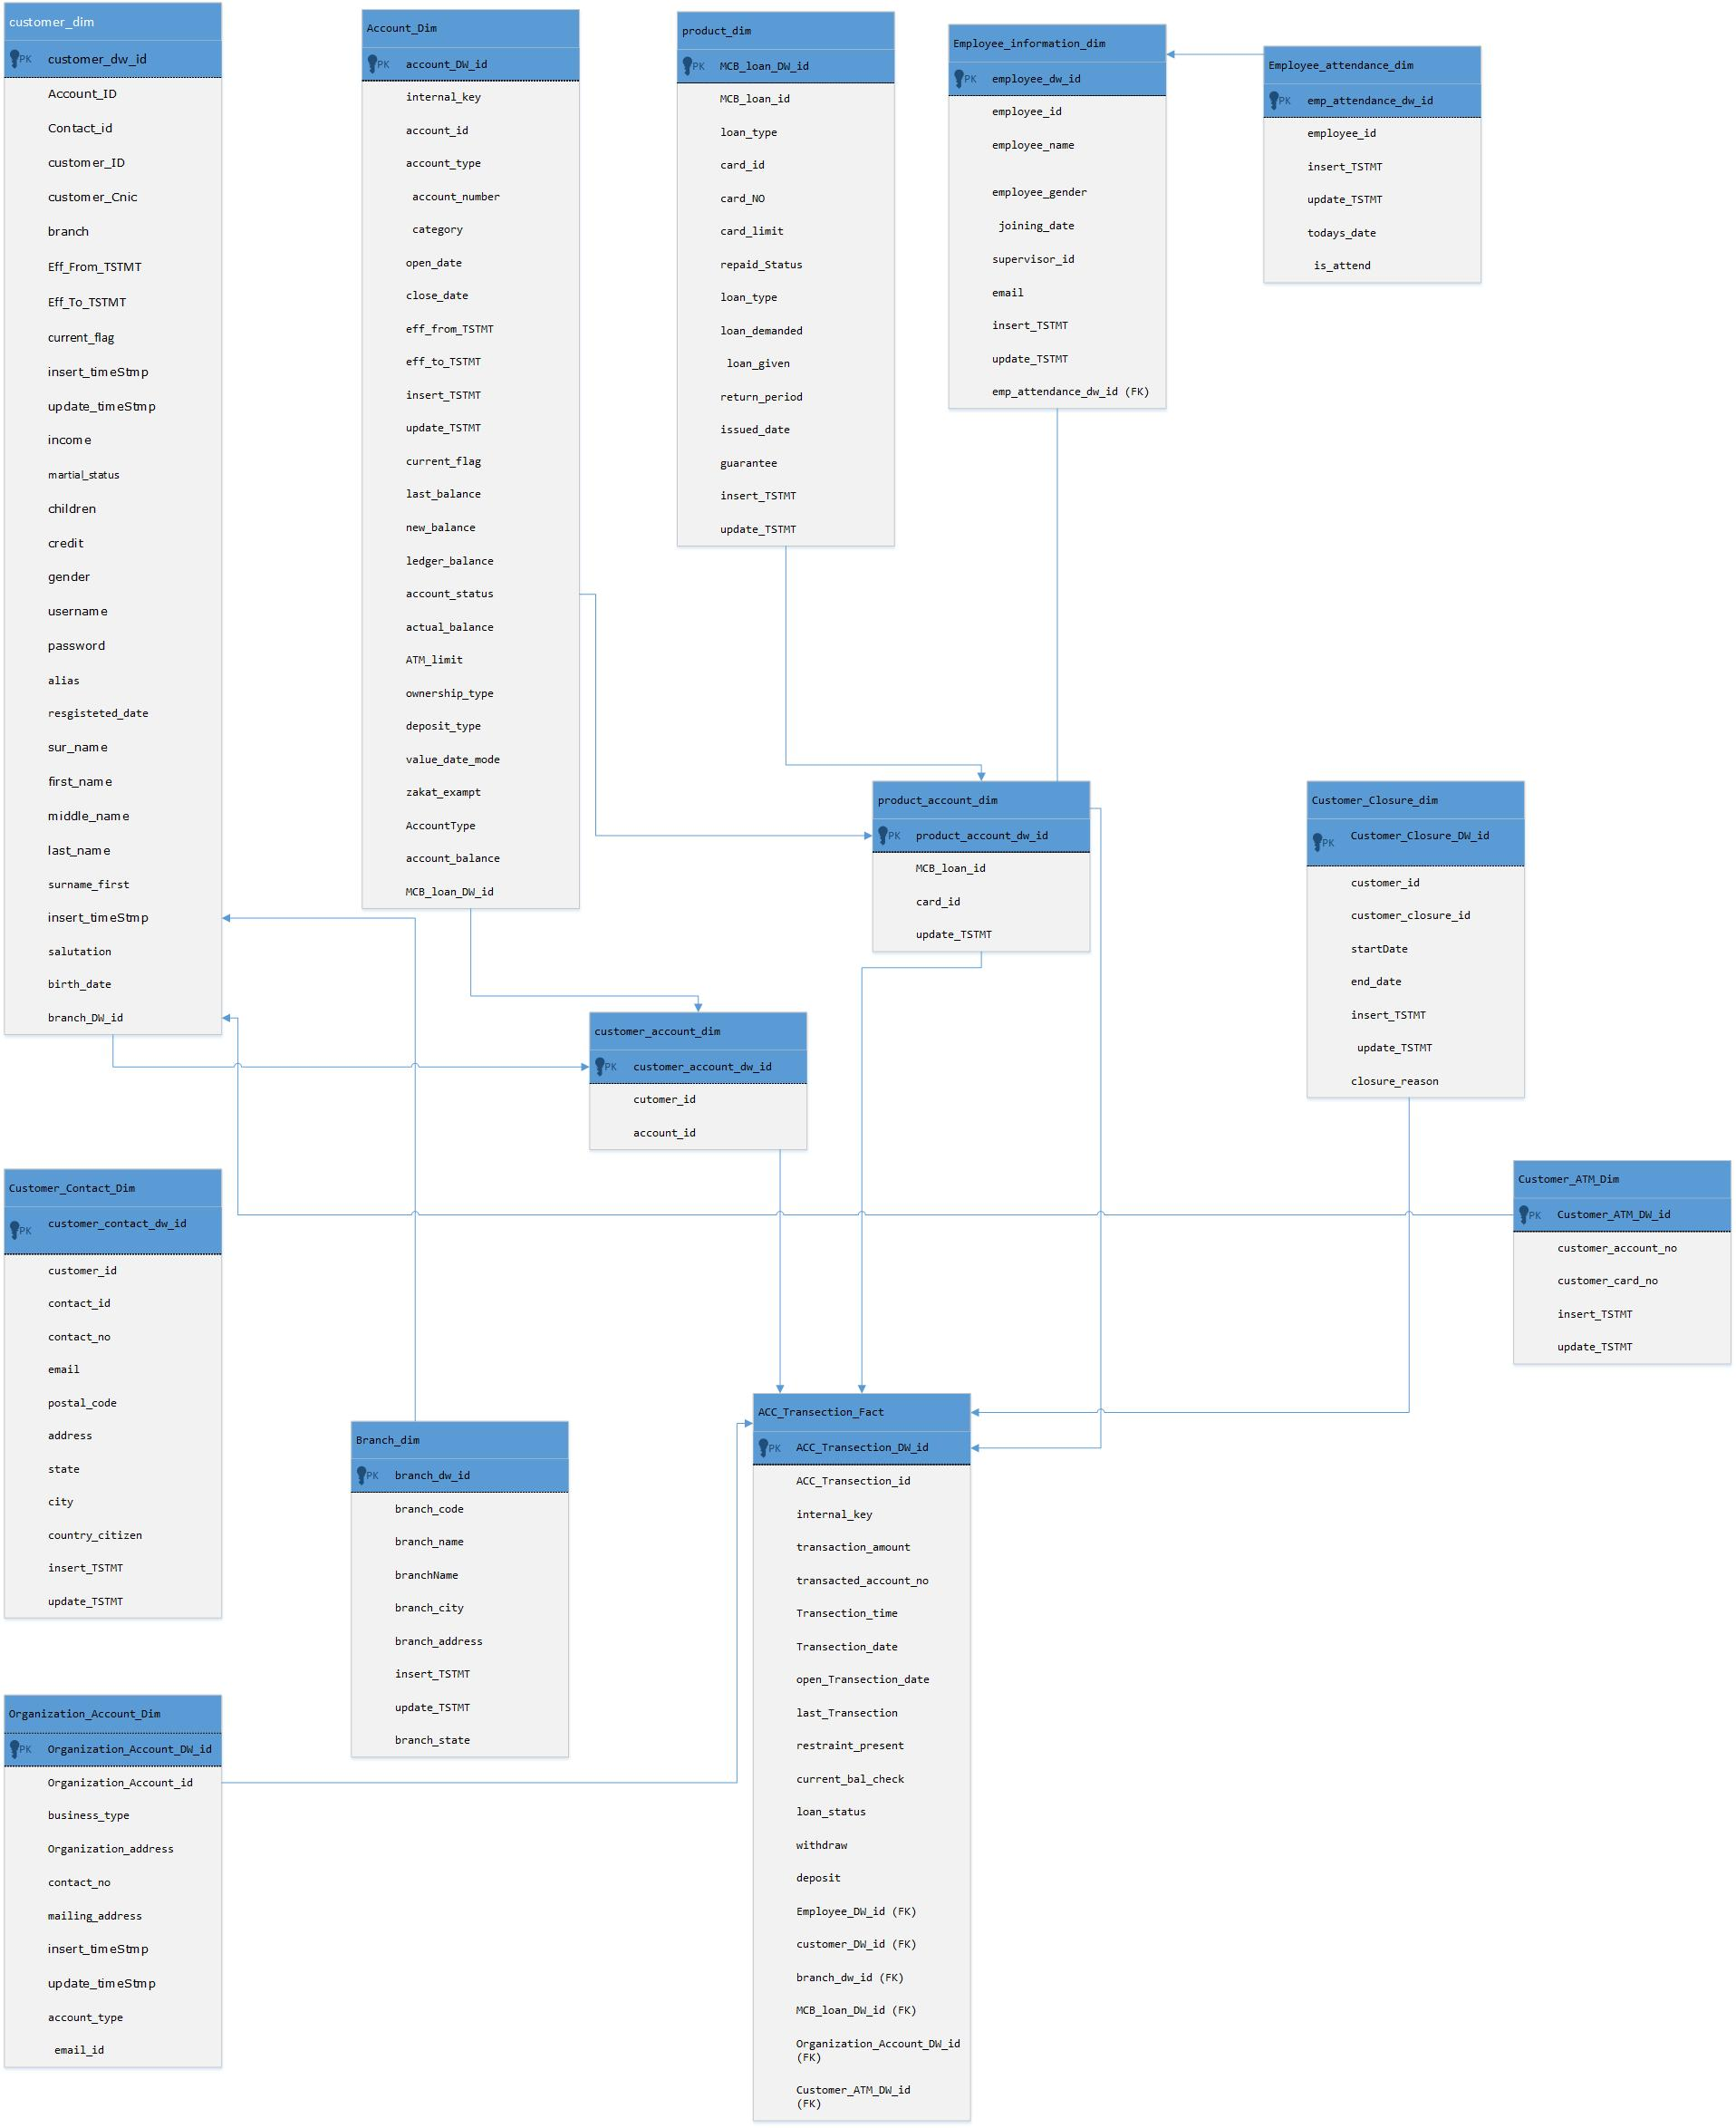 customer_dim
PK customer_dw_id
Account_ID
Contact_id
customer_ID
customer_Cnic
branch
Eff_From_TSTMT
Eff_To_TSTMT
current_flag
insert_timeStmp
update_timeStmp
income
martial_status
children
credit
gender
username
password
alias
resgisteted_date
sur_name
first_name
middle_name
last_name
surname_first
insert_timeStmp
salutation
birth_date
branch_DW_id
Account_Dim
PK account_DW_id
internal_key
account_id
account_type
account_number
category
open_date
close_date
eff_from_TSTMT
eff_to_TSTMT
insert_TSTMT
update_TSTMT
current_flag
last_balance
new_balance
ledger_balance
account_status
actual_balance
ATM_limit
ownership_type
deposit_type
value_date_mode
zakat_exampt
AccountType
account_balance
MCB_loan_DW_id
product_dim
PK MCB_loan_DW_id
MCB_loan_id
loan_type
card_id
card_NO
card_limit
repaid_Status
loan_type
loan_demanded
loan_given
return_period
issued_date
guarantee
insert_TSTMT
update_TSTMT
Employee_information_dim
PK employee_dw_id
employee_id
employee_name
employee_gender
joining_date
supervisor_id
email
insert_TSTMT
update_TSTMT
emp_attendance_dw_id (FK)
Employee_attendance_dim
PK emp_attendance_dw_id
employee_id
insert_TSTMT
update_TSTMT
todays_date
is_attend
product_account_dim
PK product_account_dw_id
MCB_loan_id
card_id
update_TSTMT
Customer_Closure_dim
PK Customer_Closure_DW_id
customer_id
customer_closure_id
startDate
end_date
insert_TSTMT
update_TSTMT
closure_reason
customer_account_dim
PK customer_account_dw_id
cutomer_id
account_id
Customer_Contact_Dim
PK customer_contact_dw_id
customer_id
contact_id
contact_no
email
postal_code
address
state
city
country_citizen
insert_TSTMT
update_TSTMT
Customer_ATM_Dim
PK Customer_ATM_DW_id
customer_account_no
customer_card_no
insert_TSTMT
update_TSTMT
Branch_dim
PK branch_dw_id
branch_code
branch_name
branchName
branch_city
branch_address
insert_TSTMT
update_TSTMT
branch_state
ACC_Transection_Fact
PK ACC_Transection_DW_id
ACC_Transection_id
internal_key
transaction_amount
transacted_account_no
Transection_time
Transection_date
open_Transection_date
last_Transection
restraint_present
current_bal_check
loan_status
withdraw
deposit
Employee_DW_id (FK)
customer_DW_id (FK)
branch_dw_id (FK)
MCB_loan_DW_id (FK)
Organization_Account_DW_id
(FK)
Customer_ATM_DW_id
(FK)
Organization_Account_Dim
PK Organization_Account_DW_id
Organization_Account_id
business_type
Organization_address
contact_no
mailing_address
insert_timeStmp
update_timeStmp
account_type
email_id